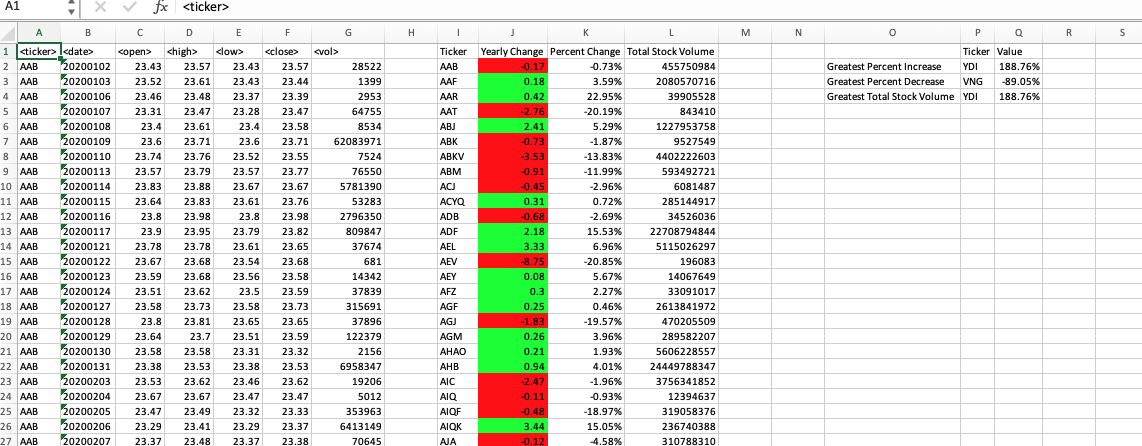 A1 fx <ticker>
A B C D E F G H I J K L M N O P Q R S
1 <ticker> <date> <open> <high> <low> <close> <vol> Ticker Yearly Change Percent Change Total Stock Volume Ticker Value
2 AAB 20200102 23.43 23.57 23.43 23.57 28522 AAB -0.17 -0.73% 455750984 Greatest Percent Increase YDI 188.76%
3 AAB 20200103 23.52 23.61 23.43 23.44 1399 AAF 0.18 3.59% 2080570716 Greatest Percent Decrease VNG -89.05%
4 AAB 20200106 23.46 23.48 23.37 23.39 2953 AAR 0.42 22.95% 39905528 Greatest Total Stock Volume YDI 188.76%
5 AAB 20200107 23.31 23.47 23.28 23.47 64755 AAT -2.76 -20.19% 843410
6 AAB 20200108 23.4 23.61 23.4 23.58 8534 ABJ 2.41 5.29% 1227953758
7 AAB 20200109 23.6 23.71 23.6 23.71 62083971 ABK -0.73 -1.87% 9527549
8 AAB 20200110 23.74 23.76 23.52 23.55 7524 ABKV -3.53 -13.83% 4402222603
9 AAB 20200113 23.57 23.79 23.57 23.77 76550 ABM -0.91 -11.99% 593492721
10 AAB 20200114 23.83 23.88 23.67 23.67 5781390 ACJ -0.45 -2.96% 6081487
11 AAB 20200115 23.64 23.83 23.61 23.76 53283 ACYQ 0.31 0.72% 285144917
12 AAB 20200116 23.8 23.98 23.8 23.98 2796350 ADB -0.68 -2.69% 34526036
13 AAB 20200117 23.9 23.95 23.79 23.82 809847 ADF 2.18 15.53% 22708794844
14 AAB 20200121 23.78 23.78 23.61 23.65 37674 AEL 3.33 6.96% 5115026297
15 AAB 20200122 23.67 23.68 23.54 23.68 681 AEV -8.75 -20.85% 196083
16 AAB 20200123 23.59 23.68 23.56 23.58 14342 AEY 0.08 5.67% 14067649
17 AAB 20200124 23.51 23.62 23.5 23.59 37839 AFZ 0.3 2.27% 33091017
18 AAB 20200127 23.58 23.73 23.58 23.73 315691 AGF 0.25 0.46% 2613841972
19 AAB 20200128 23.8 23.81 23.65 23.65 37896 AGJ -1.83 -19.57% 470205509
20 AAB 20200129 23.64 23.7 23.51 23.59 122379 AGM 0.26 3.96% 289582207
21 AAB 20200130 23.58 23.58 23.31 23.32 2156 AHAO 0.21 1.93% 5606228557
22 AAB 20200131 23.38 23.53 23.38 23.53 6958347 AHB 0.94 4.01% 24449788347
23 AAB 20200203 23.53 23.62 23.46 23.62 19206 AIC -2.47 -1.96% 3756341852
24 AAB 20200204 23.67 23.67 23.47 23.47 5012 AIQ -0.11 -0.93% 12394637
25 AAB 20200205 23.47 23.49 23.32 23.33 353963 AIQF -0.48 -18.97% 319058376
26 AAB 20200206 23.29 23.41 23.29 23.37 6413149 AIQK 3.44 15.05% 236740388
27 AAB 20200207 23.37 23.48 23.37 23.38 70645 AJA -0.12 -4.58% 310788310